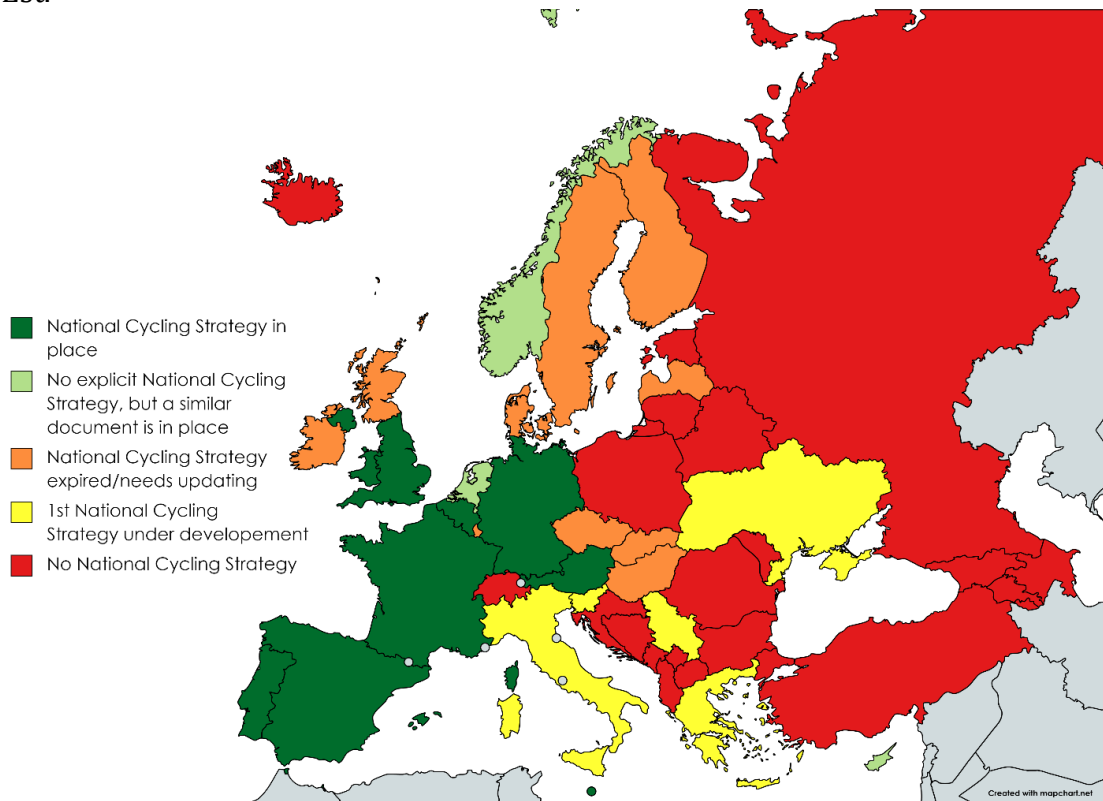 National Cycling Strategy in
place
No explicit National Cycling
Strategy, but a similar
document is in place
National Cycling Strategy
expired/needs updating
1st National Cycling
Strategy under developement
No National Cycling Strategy
Created with mapchart.net